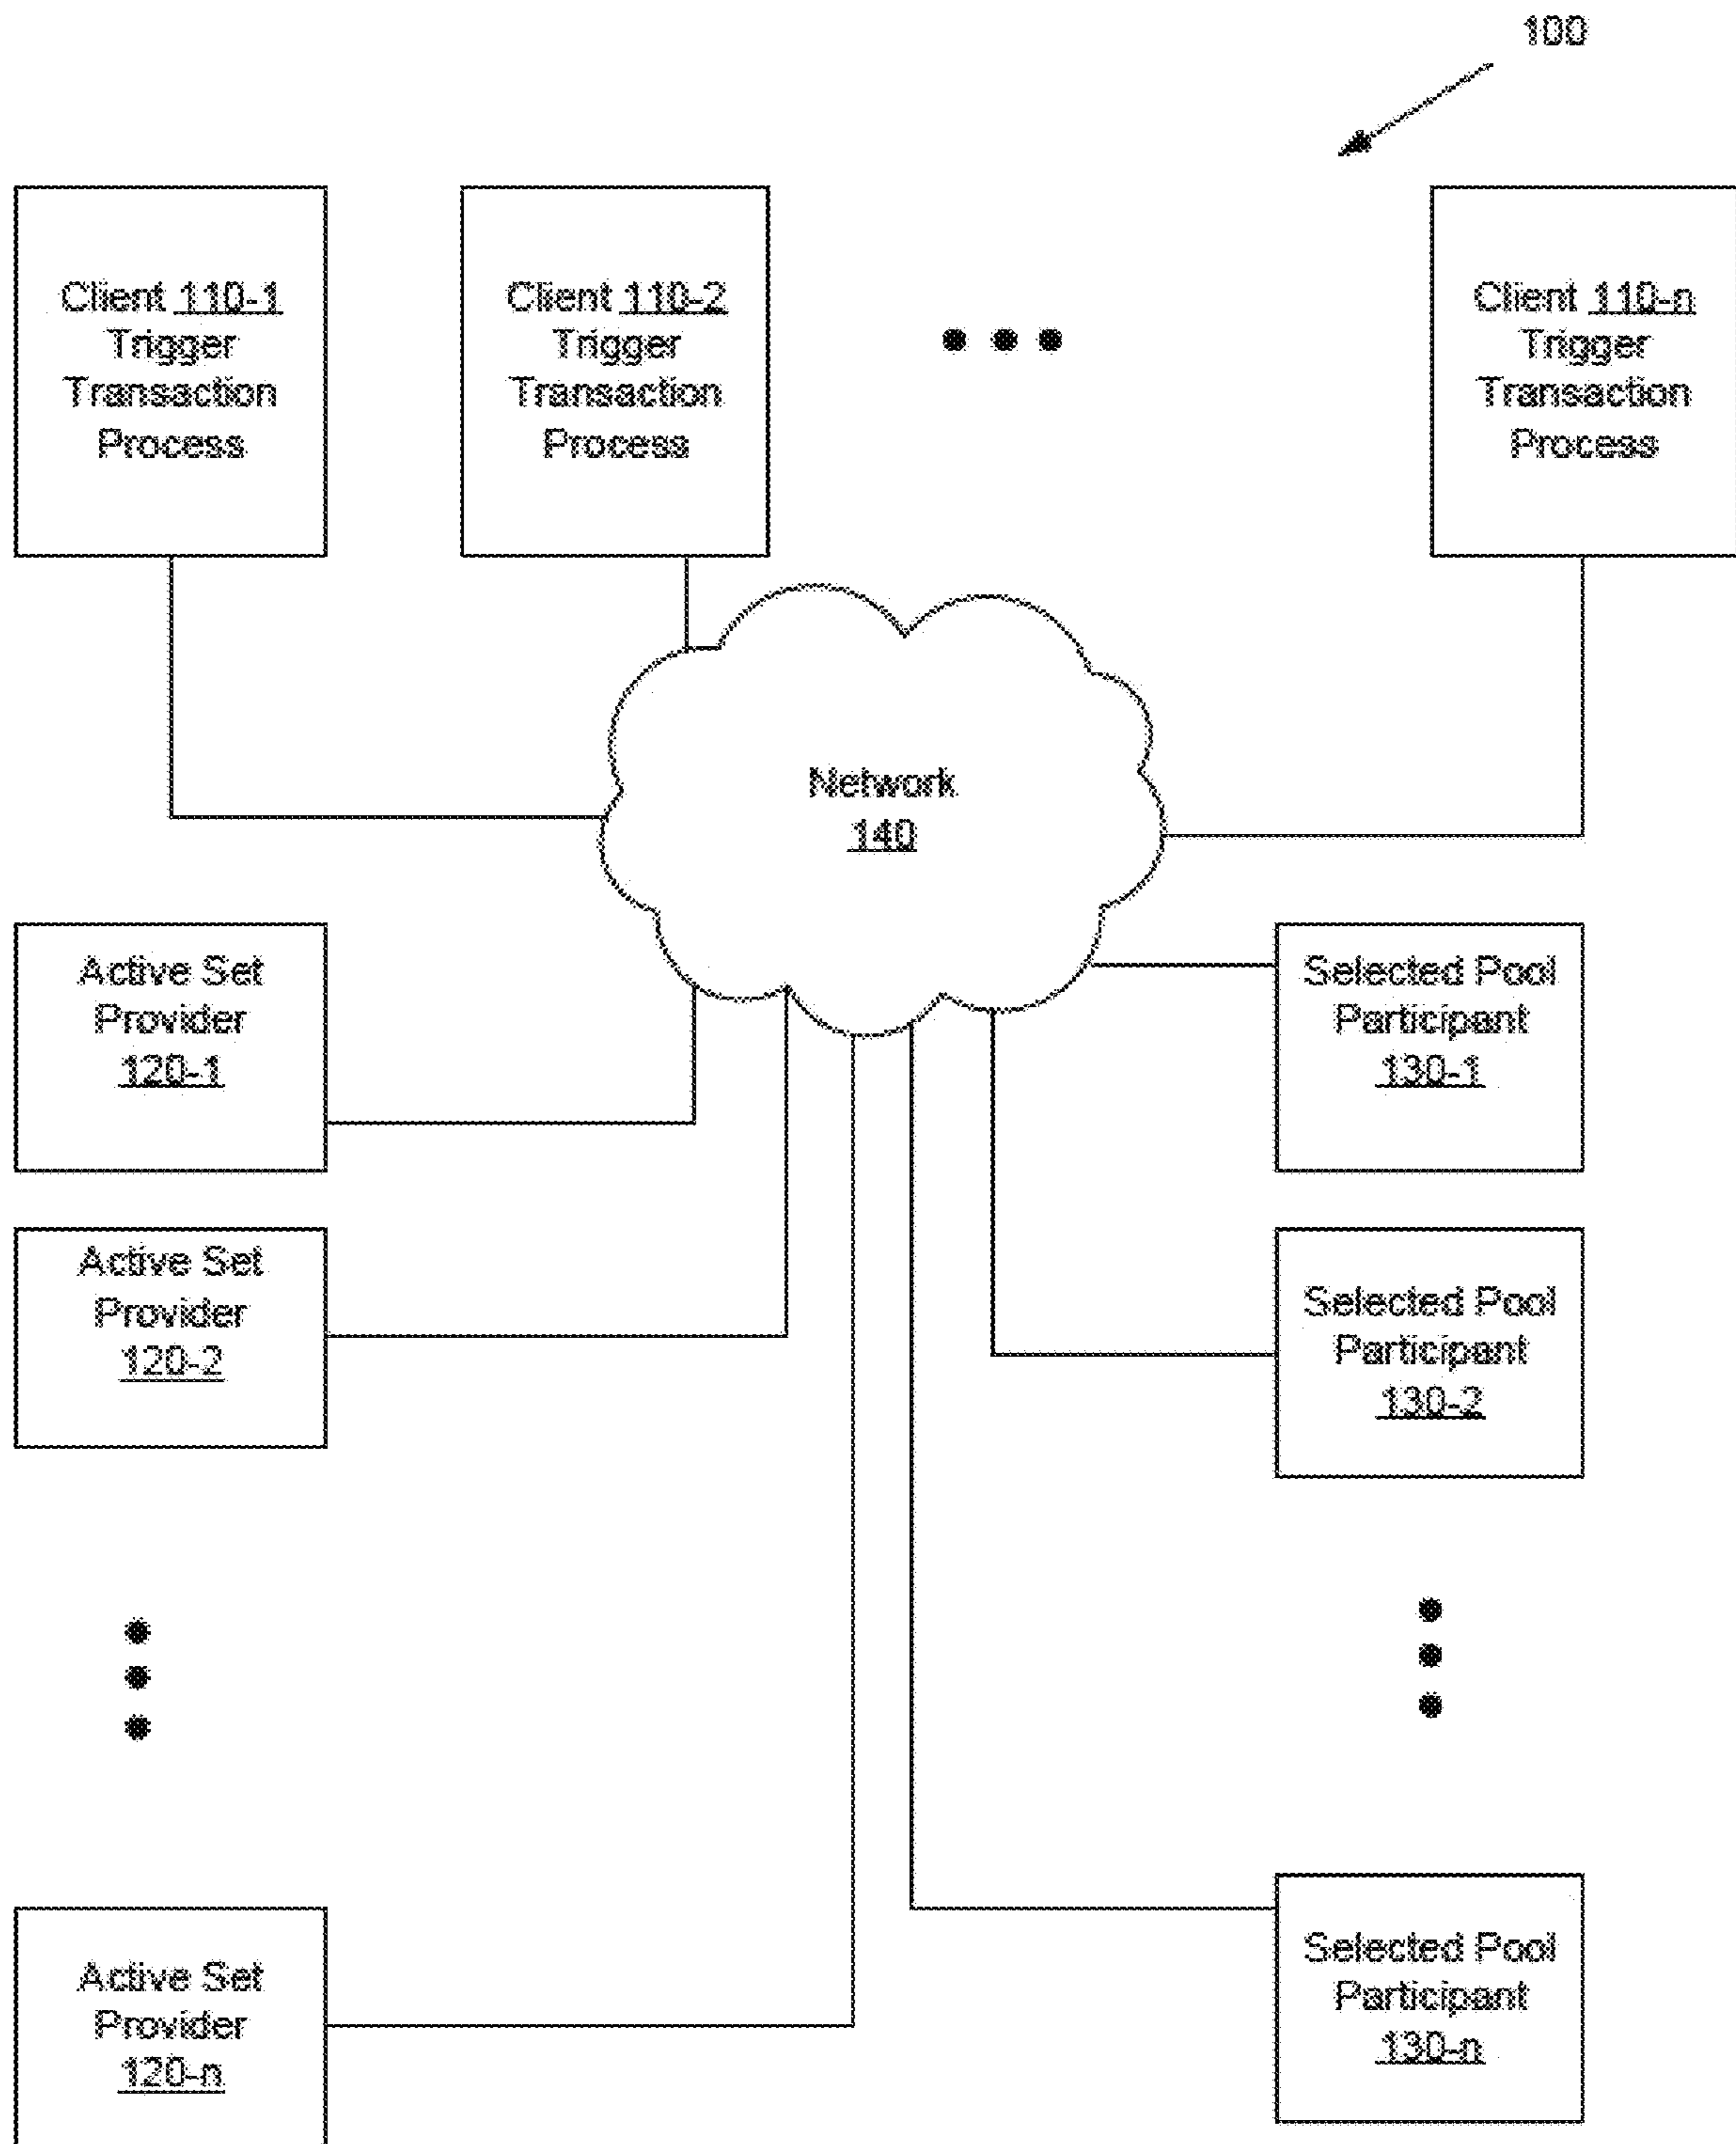 100
Client 110-1
Trigger
Transaction
Process
Client 110-2
Trigger
Transaction
Process
Client 110-n
Trigger
Transaction
Process
Network
140
Active Set
Provider
120-1
Selected Pool
Participant
130-1
Active Set
Provider
120-2
Selected Pool
Participant
130-2
Active Set
Provider
120-n
Selected Pool
Participant
130-n